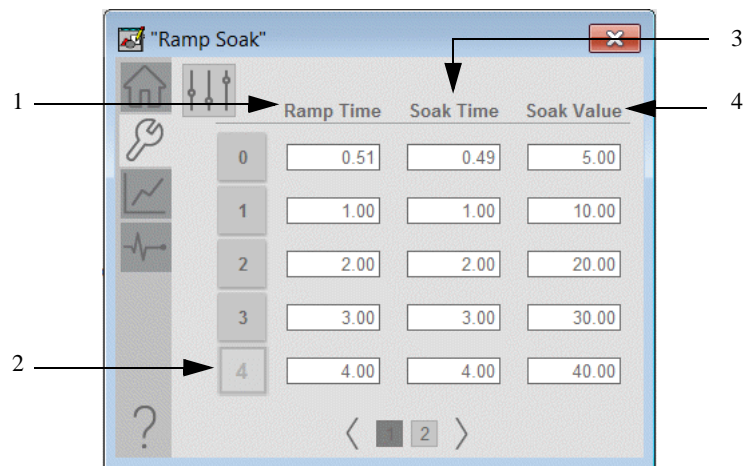 "Ramp Soak"
3
1
Ramp Time Soak Time Soak Value
4
0 0.51 0.49 5.00
1 1.00 1.00 10.00
2 2.00 2.00 20.00
3 3.00 3.00 30.00
2
4 4.00 4.00 40.00
? 〈 1 2 〉